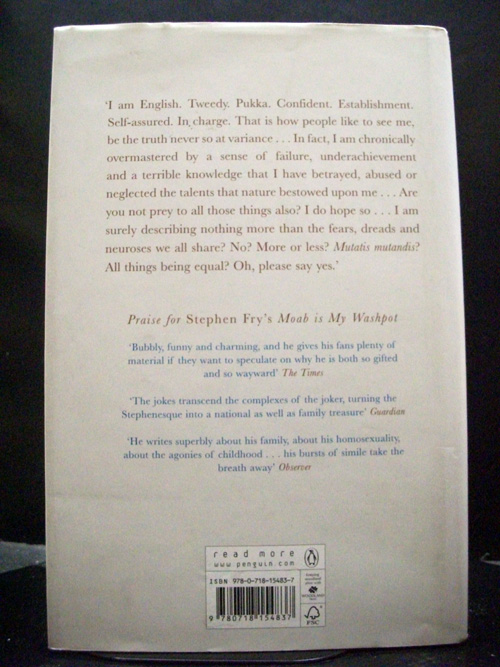 'I am English. Tweedy. Pukka. Confident. Establishment.
Self-assured. In charge. That is how people like to see me,
be the truth never so at variance . . . In fact, I am chronically
overmastered by a sense of failure, underachievement
and a terrible knowledge that I have betrayed, abused or
neglected the talents that nature bestowed upon me . . . Are
you not prey to all those things also? I do hope so . . . I am
surely describing nothing more than the fears, dreads and
neuroses we all share? No? More or less? Mutatis mutandis?
All things being equal? Oh, please say yes.'
Praise for Stephen Fry's Moab is My Washpot
'Bubbly, funny and charming, and he gives his fans plenty of
material if they want to speculate on why he is both so gifted
and so wayward' The Times
'The jokes transcend the complexes of the joker, turning the
Stephenesque into a national as well as family treasure' Guardian
'He writes superbly about his family, about his homosexuality,
about the agonies of childhood . . . his bursts of simile take the
breath away' Observer
read more
www.penguin.com
ISBN 978-0-718-15483-7
9 780718 154837
FSC